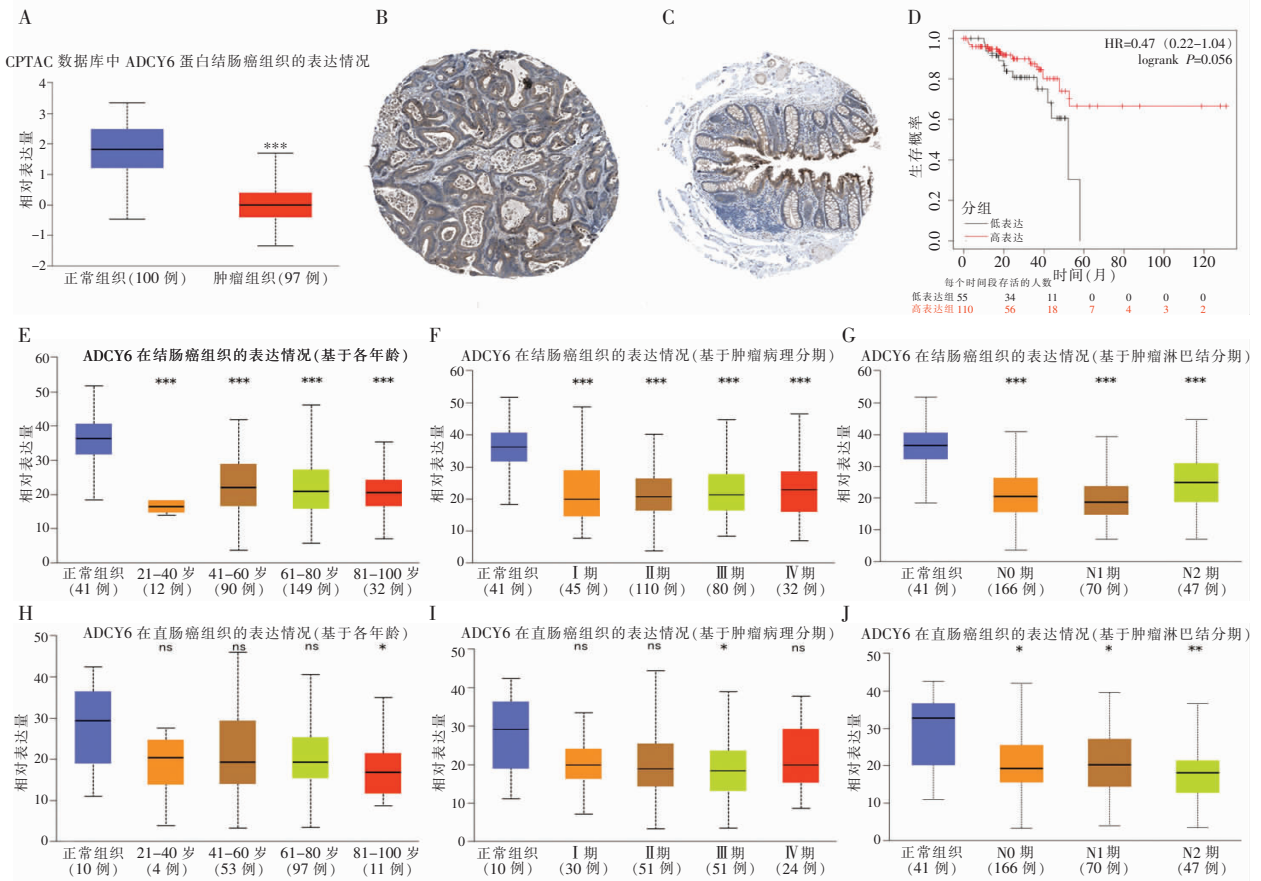 A
CPTAC 数据库中 ADCY6 蛋白结肠癌组织的表达情况
相对表达量
4
3
2
1
0
−1
−2
***
正常组织(100 例) 肿瘤组织(97 例)
B
C
D
HR=0.47 (0.22−1.04)
logrank P=0.056
生存概率
1.0
0.8
0.6
0.4
0.2
0.0
分组
低表达
高表达
0 20 40 60 80 100 120
时间(月)
每个时间段存活的人数
低表达组 55 34 11 0 0 0 0
高表达组 110 56 18 7 4 3 2
E
ADCY6 在结肠癌组织的表达情况(基于各年龄)
相对表达量
60
50
40
30
20
10
0
*** *** *** ***
正常组织 21−40 岁 41−60 岁 61−80 岁 81−100 岁
(41 例) (12 例) (90 例) (149 例) (32 例)
F
ADCY6 在结肠癌组织的表达情况(基于肿瘤病理分期)
相对表达量
60
50
40
30
20
10
0
*** *** *** ***
正常组织 Ⅰ 期 Ⅱ 期 Ⅲ 期 Ⅳ 期
(41 例) (45 例) (110 例) (80 例) (32 例)
G
ADCY6 在结肠癌组织的表达情况(基于肿瘤淋巴结分期)
相对表达量
60
50
40
30
20
10
0
*** *** ***
正常组织 N0 期 N1 期 N2 期
(41 例) (166 例) (70 例) (47 例)
H
ADCY6 在直肠癌组织的表达情况(基于各年龄)
相对表达量
50
40
30
20
10
0
ns ns ns *
正常组织 21−40 岁 41−60 岁 61−80 岁 81−100 岁
(10 例) (4 例) (53 例) (97 例) (11 例)
I
ADCY6 在直肠癌组织的表达情况(基于肿瘤病理分期)
相对表达量
50
40
30
20
10
0
ns ns * ns
正常组织 Ⅰ 期 Ⅱ 期 Ⅲ 期 Ⅳ 期
(10 例) (30 例) (51 例) (51 例) (24 例)
J
ADCY6 在直肠癌组织的表达情况(基于肿瘤淋巴结分期)
相对表达量
50
40
30
20
10
0
* * **
正常组织 N0 期 N1 期 N2 期
(41 例) (166 例) (70 例) (47 例)